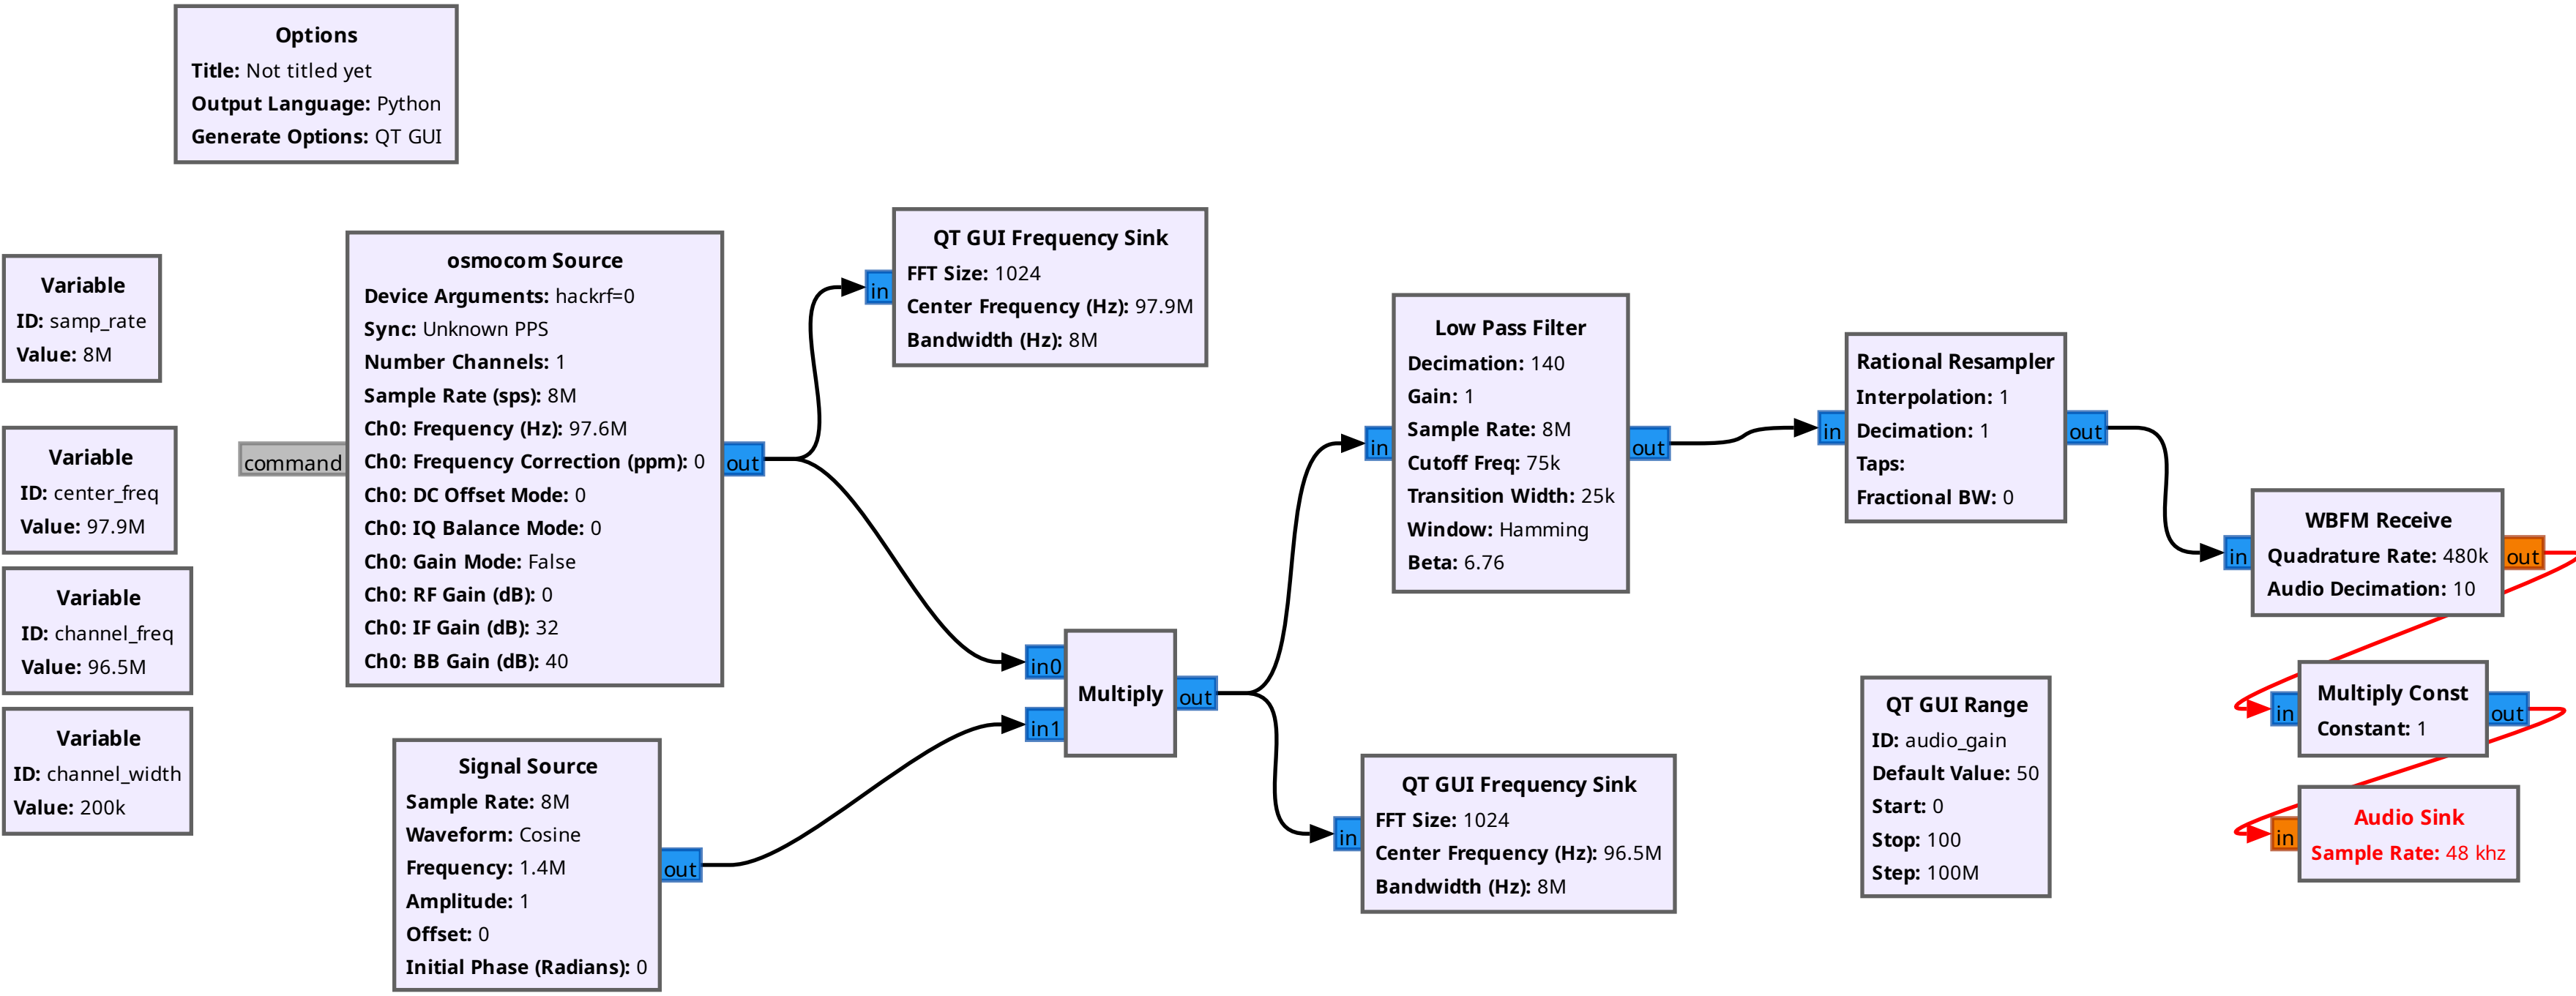 Options
Title: Not titled yet
Output Language: Python
Generate Options: QT GUI
Variable
ID: samp_rate
Value: 8M
Variable
ID: center_freq
Value: 97.9M
Variable
ID: channel_freq
Value: 96.5M
Variable
ID: channel_width
Value: 200k
command
osmocom Source
Device Arguments: hackrf=0
Sync: Unknown PPS
Number Channels: 1
Sample Rate (sps): 8M
Ch0: Frequency (Hz): 97.6M
Ch0: Frequency Correction (ppm): 0
Ch0: DC Offset Mode: 0
Ch0: IQ Balance Mode: 0
Ch0: Gain Mode: False
Ch0: RF Gain (dB): 0
Ch0: IF Gain (dB): 32
Ch0: BB Gain (dB): 40
out
Signal Source
Sample Rate: 8M
Waveform: Cosine
Frequency: 1.4M
Amplitude: 1
Offset: 0
Initial Phase (Radians): 0
out
in
QT GUI Frequency Sink
FFT Size: 1024
Center Frequency (Hz): 97.9M
Bandwidth (Hz): 8M
in0
in1
Multiply
out
in
Low Pass Filter
Decimation: 140
Gain: 1
Sample Rate: 8M
Cutoff Freq: 75k
Transition Width: 25k
Window: Hamming
Beta: 6.76
out
in
QT GUI Frequency Sink
FFT Size: 1024
Center Frequency (Hz): 96.5M
Bandwidth (Hz): 8M
in
Rational Resampler
Interpolation: 1
Decimation: 1
Taps:
Fractional BW: 0
out
QT GUI Range
ID: audio_gain
Default Value: 50
Start: 0
Stop: 100
Step: 100M
in
WBFM Receive
Quadrature Rate: 480k
Audio Decimation: 10
out
in
Multiply Const
Constant: 1
out
in
Audio Sink
Sample Rate: 48 khz